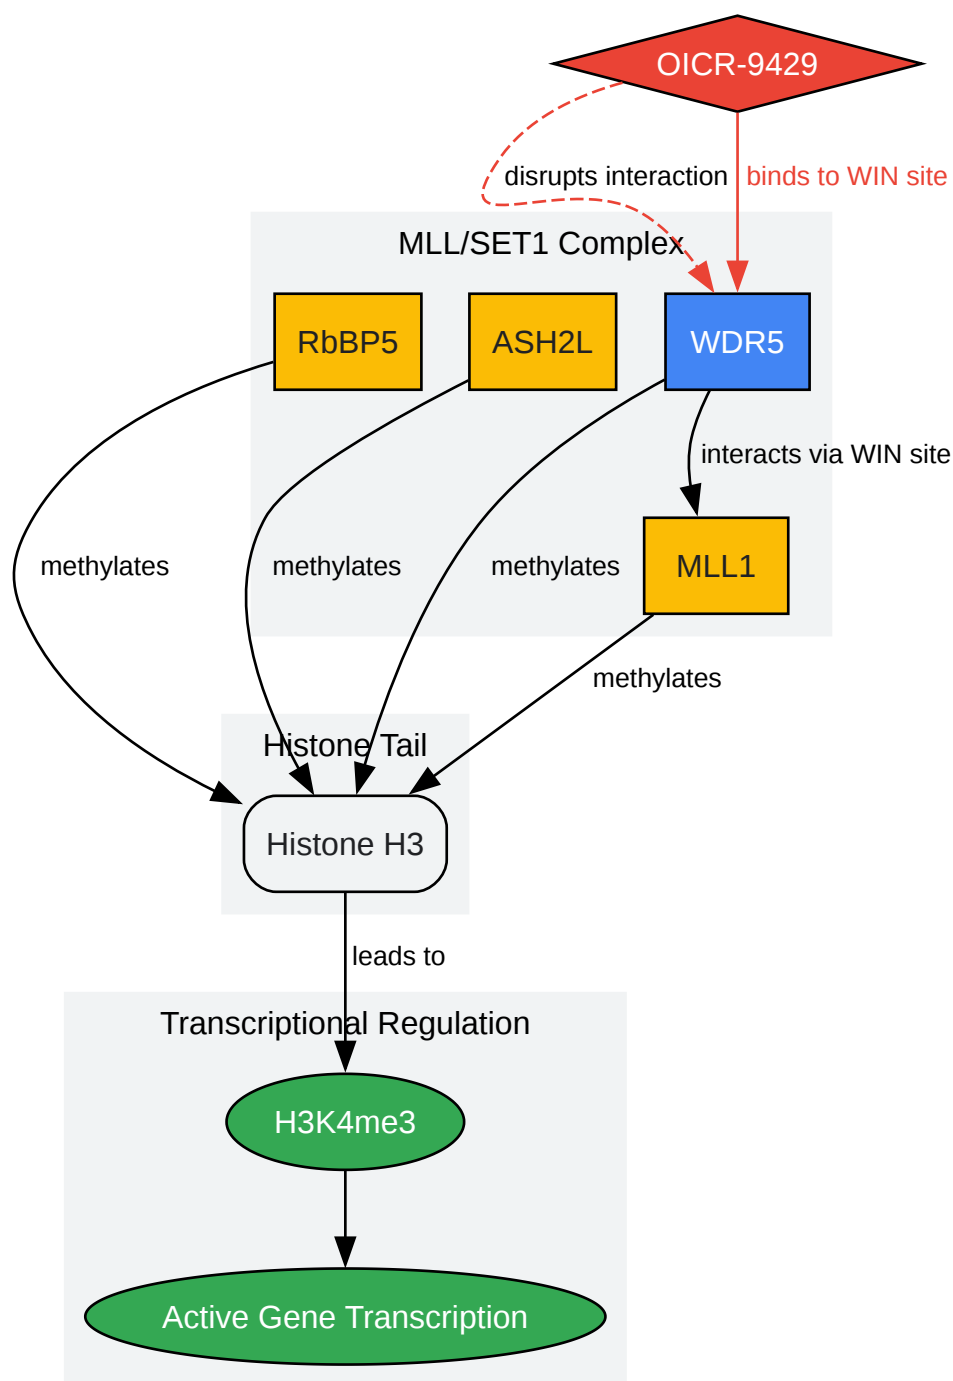 OICR-9429
disrupts interaction
binds to WIN site
MLL/SET1 Complex
RbBP5
ASH2L
WDR5
interacts via WIN site
methylates
methylates
methylates
MLL1
methylates
Histone Tail
Histone H3
leads to
Transcriptional Regulation
H3K4me3
Active Gene Transcription